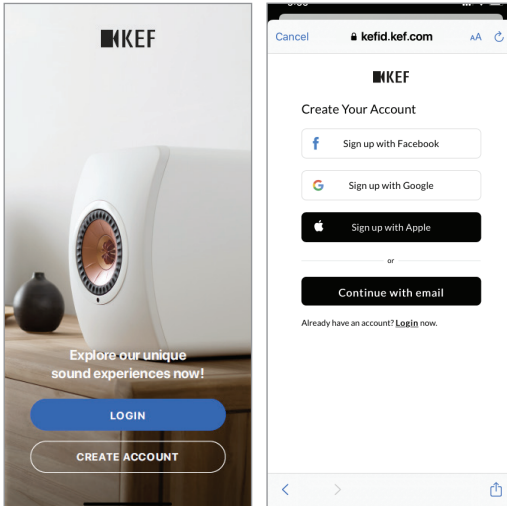 KEF
Explore our unique
sound experiences now!
LOGIN
CREATE ACCOUNT
Cancel
kefid.kef.com
AA
KEF
Create Your Account
Sign up with Facebook
Sign up with Google
Sign up with Apple
or
Continue with email
Already have an account? Login now.